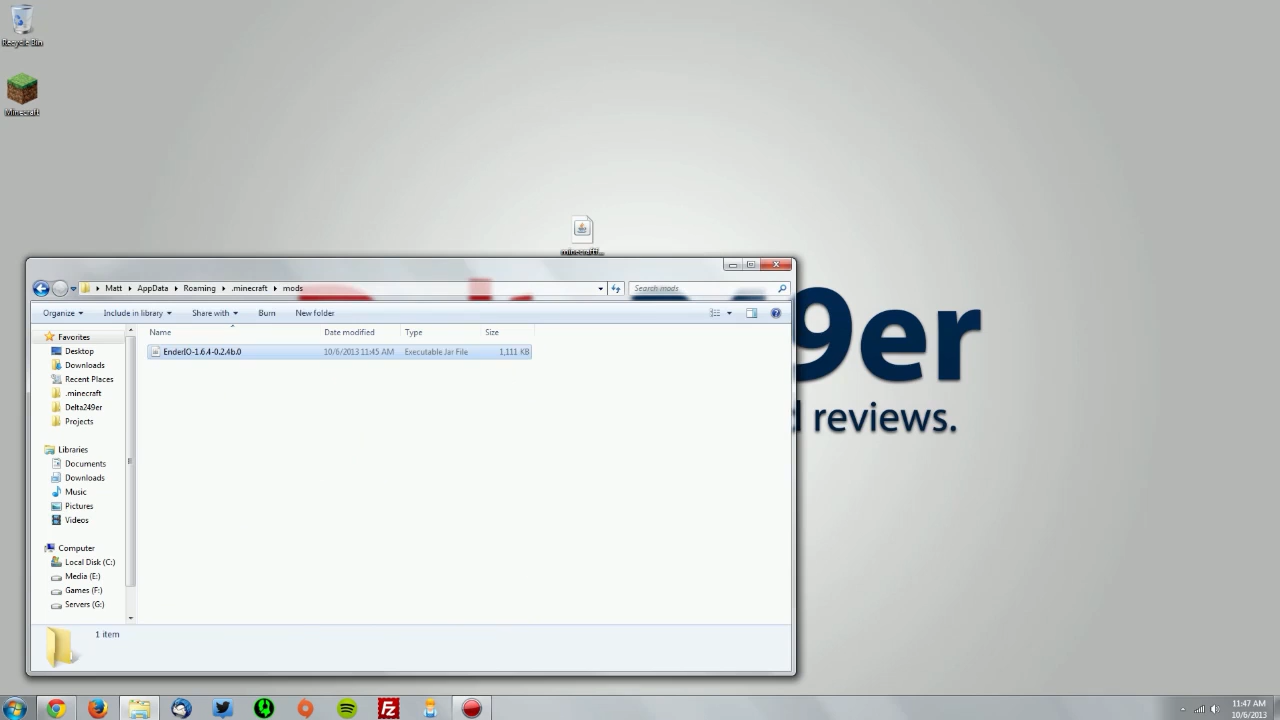 Recycle Bin
Minecraft
minecraftf...
Matt AppData Roaming .minecraft mods
Search mods
Organize Include in library Share with Burn New folder
Name Date modified Type Size
EnderIO-1.6.4-0.2.4b.0 10/6/2013 11:45 AM Executable Jar File 1,111 KB
Favorites
Desktop
Downloads
Recent Places
.minecraft
Delta249er
Projects
Libraries
Documents
Downloads
Music
Pictures
Videos
Computer
Local Disk (C:)
Media (E:)
Games (F:)
Servers (G:)
1 item
9er
reviews.
11:47 AM
10/6/2013